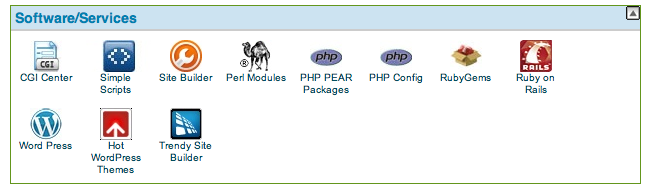 Software/Services
CGI
php
php
RAILS
CGI Center
Simple
Scripts
Site Builder
®
Perl Modules
PHP PEAR
Packages
PHP Config
RubyGems
Ruby on
Rails
Word Press
Hot
WordPress
Themes
Trendy Site
Builder